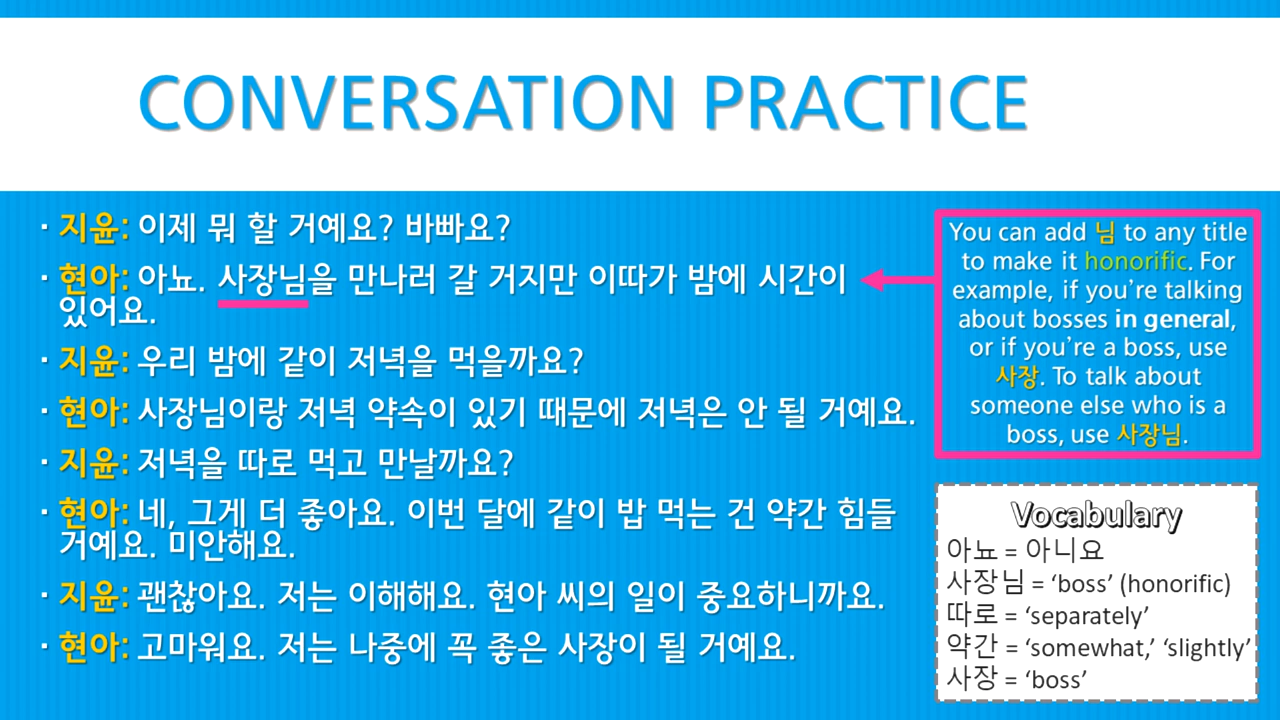 CONVERSATION PRACTICE
· 지윤: 이제 뭐 할 거예요? 바빠요?
· 현아: 아뇨. 사장님을 만나러 갈 거지만 이따가 밤에 시간이
있어요.
· 지윤: 우리 밤에 같이 저녁을 먹을까요?
· 현아: 사장님이랑 저녁 약속이 있기 때문에 저녁은 안 될 거예요.
· 지윤: 저녁을 따로 먹고 만날까요?
· 현아: 네, 그게 더 좋아요. 이번 달에 같이 밥 먹는 건 약간 힘들
거예요. 미안해요.
· 지윤: 괜찮아요. 저는 이해해요. 현아 씨의 일이 중요하니까요.
· 현아: 고마워요. 저는 나중에 꼭 좋은 사장이 될 거예요.
You can add 님 to any title
to make it honorific. For
example, if you’re talking
about bosses in general,
or if you’re a boss, use
사장. To talk about
someone else who is a
boss, use 사장님.
Vocabulary
아뇨 = 아니요
사장님 = ‘boss’ (honorific)
따로 = ‘separately’
약간 = ‘somewhat,’ ‘slightly’
사장 = ‘boss’